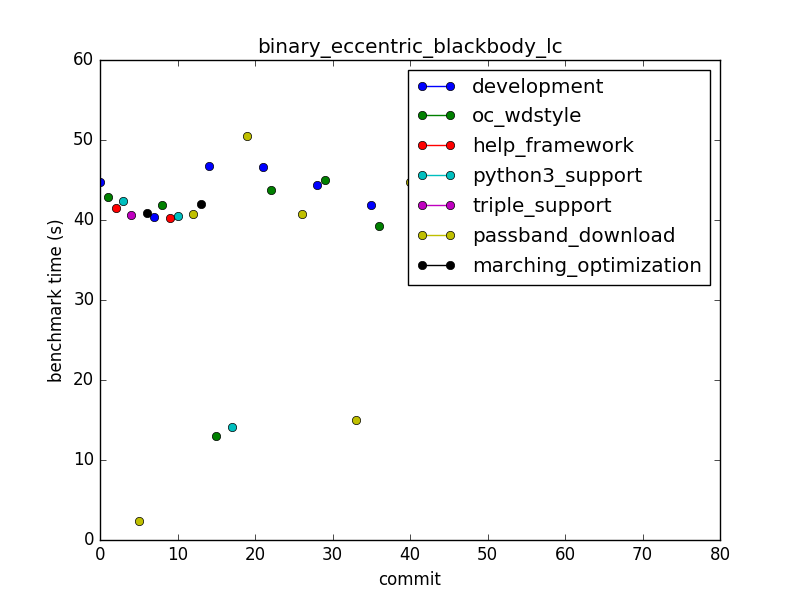 binary_eccentric_blackbody_lc
60
50
40
30
20
10
0
benchmark time (s)
development
oc_wdstyle
help_framework
python3_support
triple_support
passband_download
marching_optimization
0 10 20 30 40 50 60 70 80
commit